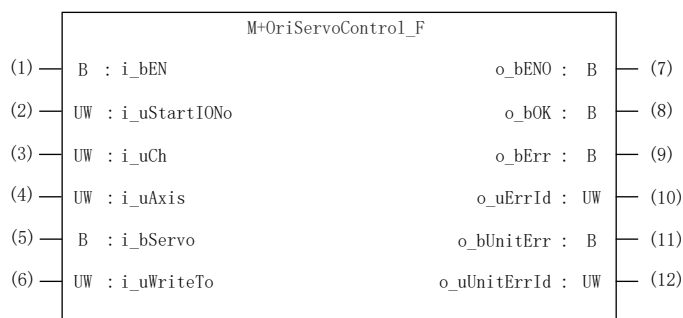 M+OriServoControl_F
(1) B : i_bEN o_bENO : B (7)
(2) UW : i_uStartIONo o_bOK : B (8)
(3) UW : i_uCh o_bErr : B (9)
(4) UW : i_uAxis o_uErrId : UW (10)
(5) B : i_bServo o_bUnitErr : B (11)
(6) UW : i_uWriteTo o_uUnitErrId : UW (12)